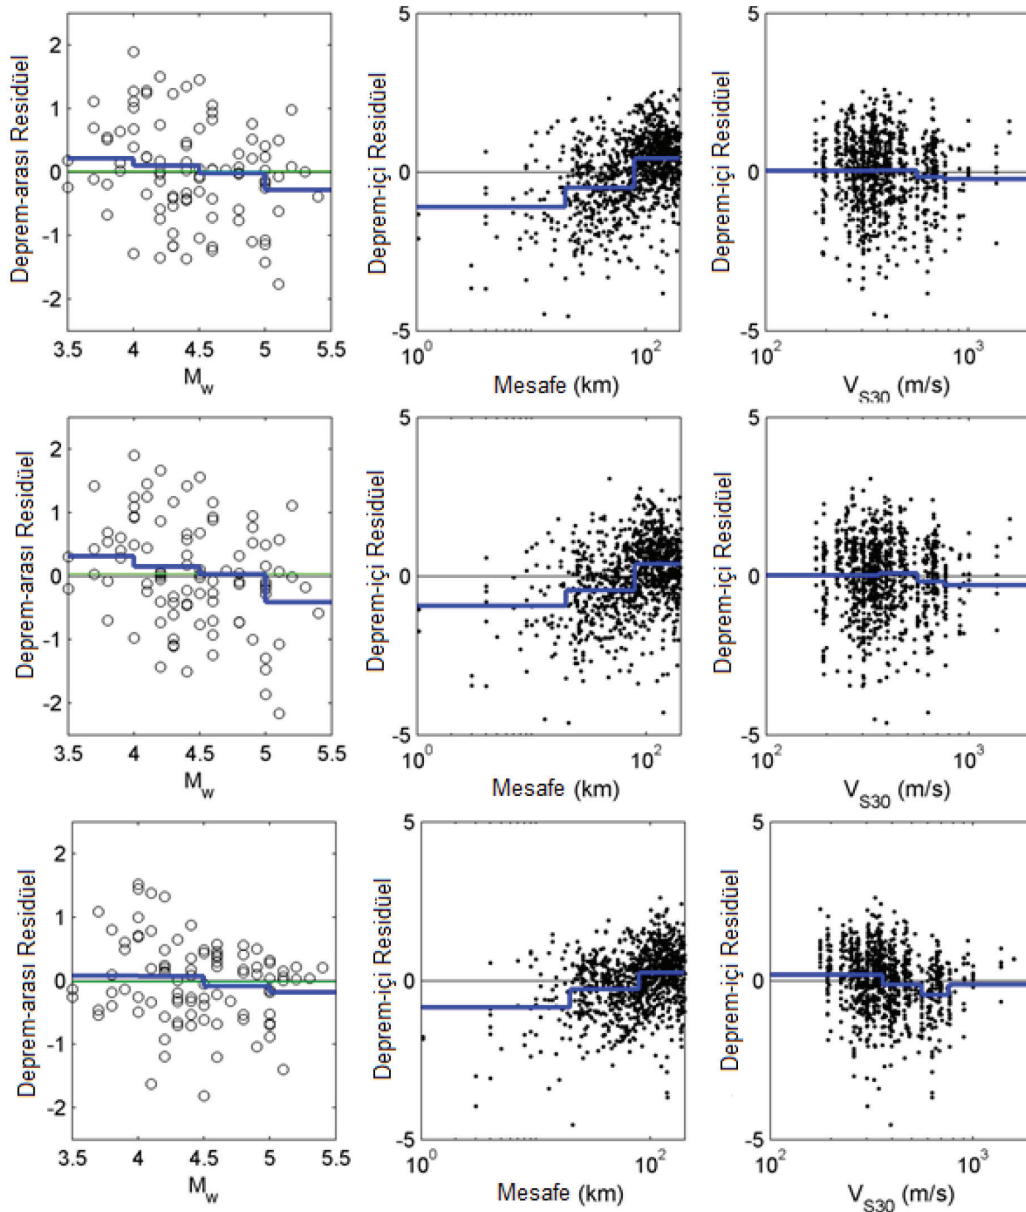 Deprem-arası Residüel
2
1
0
-1
-2
3.5 4 4.5 5 5.5
M_w
Deprem-içi Residüel
5
0
-5
10^0 10^2
Mesafe (km)
Deprem-içi Residüel
5
0
-5
10^2 10^3
V_S30 (m/s)
Deprem-arası Residüel
2
1
0
-1
-2
3.5 4 4.5 5 5.5
M_w
Deprem-içi Residüel
5
0
-5
10^0 10^2
Mesafe (km)
Deprem-içi Residüel
5
0
-5
10^2 10^3
V_S30 (m/s)
Deprem-arası Residüel
2
1
0
-1
-2
3.5 4 4.5 5 5.5
M_w
Deprem-içi Residüel
5
0
-5
10^0 10^2
Mesafe (km)
Deprem-içi Residüel
5
0
-5
10^2 10^3
V_S30 (m/s)